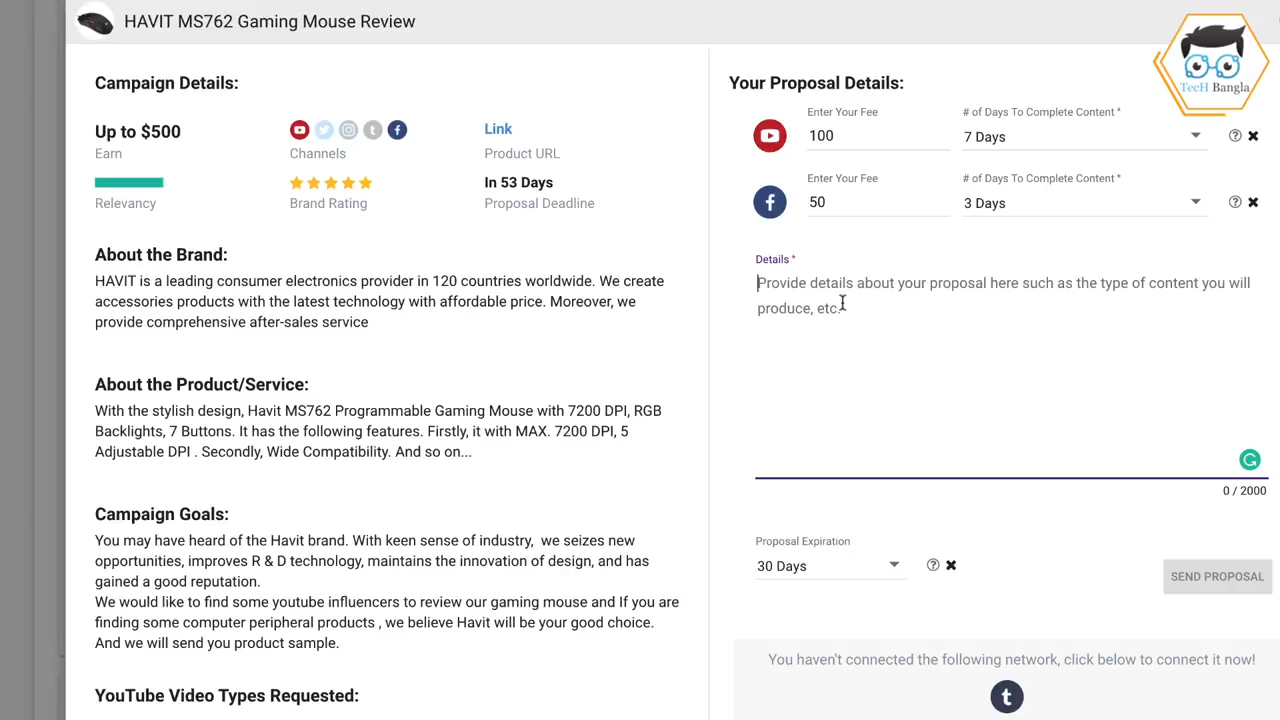 HAVIT MS762 Gaming Mouse Review
TecH Bangla
Campaign Details:
Up to $500
Earn
Channels
Link
Product URL
Relevancy
Brand Rating
In 53 Days
Proposal Deadline
About the Brand:
HAVIT is a leading consumer electronics provider in 120 countries worldwide. We create
accessories products with the latest technology with affordable price. Moreover, we
provide comprehensive after-sales service
About the Product/Service:
With the stylish design, Havit MS762 Programmable Gaming Mouse with 7200 DPI, RGB
Backlights, 7 Buttons. It has the following features. Firstly, it with MAX. 7200 DPI, 5
Adjustable DPI . Secondly, Wide Compatibility. And so on...
Campaign Goals:
You may have heard of the Havit brand. With keen sense of industry,  we seizes new
opportunities, improves R & D technology, maintains the innovation of design, and has
gained a good reputation.
We would like to find some youtube influencers to review our gaming mouse and If you are
finding some computer peripheral products , we believe Havit will be your good choice.
And we will send you product sample.
YouTube Video Types Requested:
Your Proposal Details:
Enter Your Fee
# of Days To Complete Content *
100
7 Days
Enter Your Fee
# of Days To Complete Content *
50
3 Days
Details *
Provide details about your proposal here such as the type of content you will
produce, etc.
0 / 2000
Proposal Expiration
30 Days
SEND PROPOSAL
You haven't connected the following network, click below to connect it now!